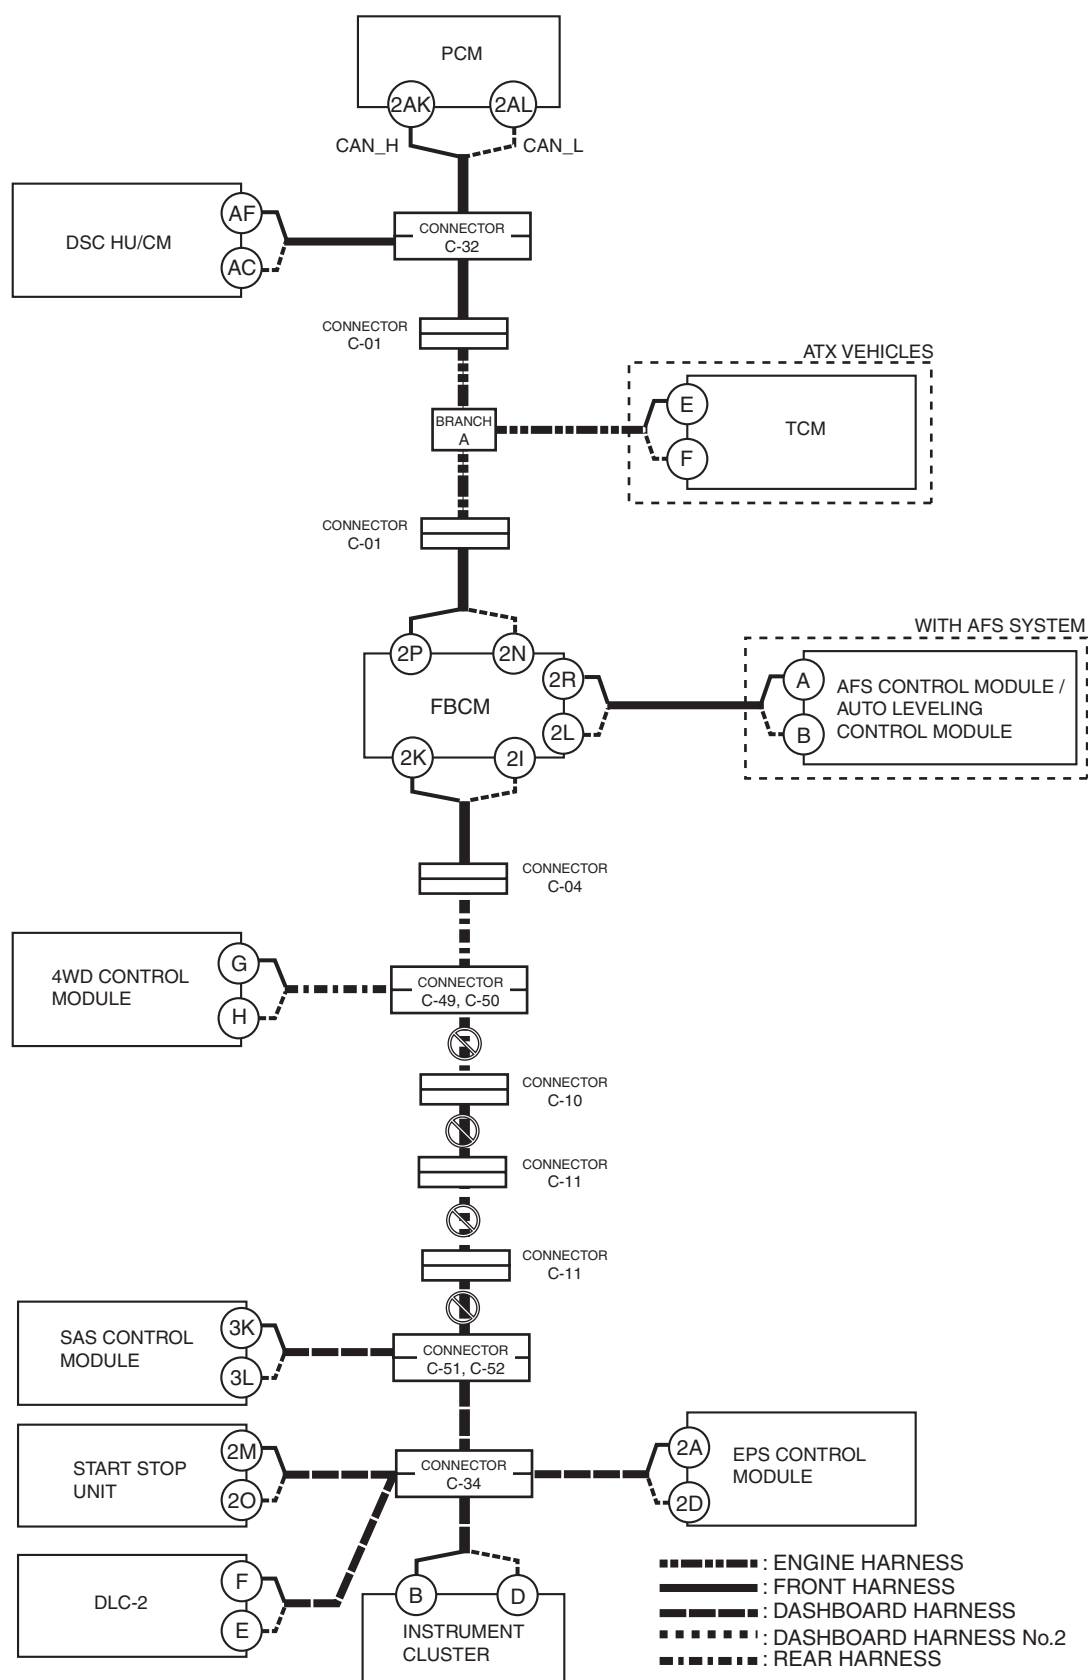 PCM
2AK
2AL
CAN_H
CAN_L
AF
DSC HU/CM
AC
CONNECTOR
C-32
CONNECTOR
C-01
ATX VEHICLES
BRANCH
A
E
TCM
F
CONNECTOR
C-01
WITH AFS SYSTEM
2P
2N
2R
FBCM
2L
2K
2I
A
AFS CONTROL MODULE /
AUTO LEVELING
CONTROL MODULE
B
CONNECTOR
C-04
G
4WD CONTROL
MODULE
H
CONNECTOR
C-49, C-50
CONNECTOR
C-10
CONNECTOR
C-11
CONNECTOR
C-11
3K
SAS CONTROL
MODULE
3L
CONNECTOR
C-51, C-52
2M
START STOP
UNIT
2O
CONNECTOR
C-34
2A
EPS CONTROL
MODULE
2D
F
DLC-2
E
B
D
INSTRUMENT
CLUSTER
: ENGINE HARNESS
: FRONT HARNESS
: DASHBOARD HARNESS
: DASHBOARD HARNESS No.2
: REAR HARNESS